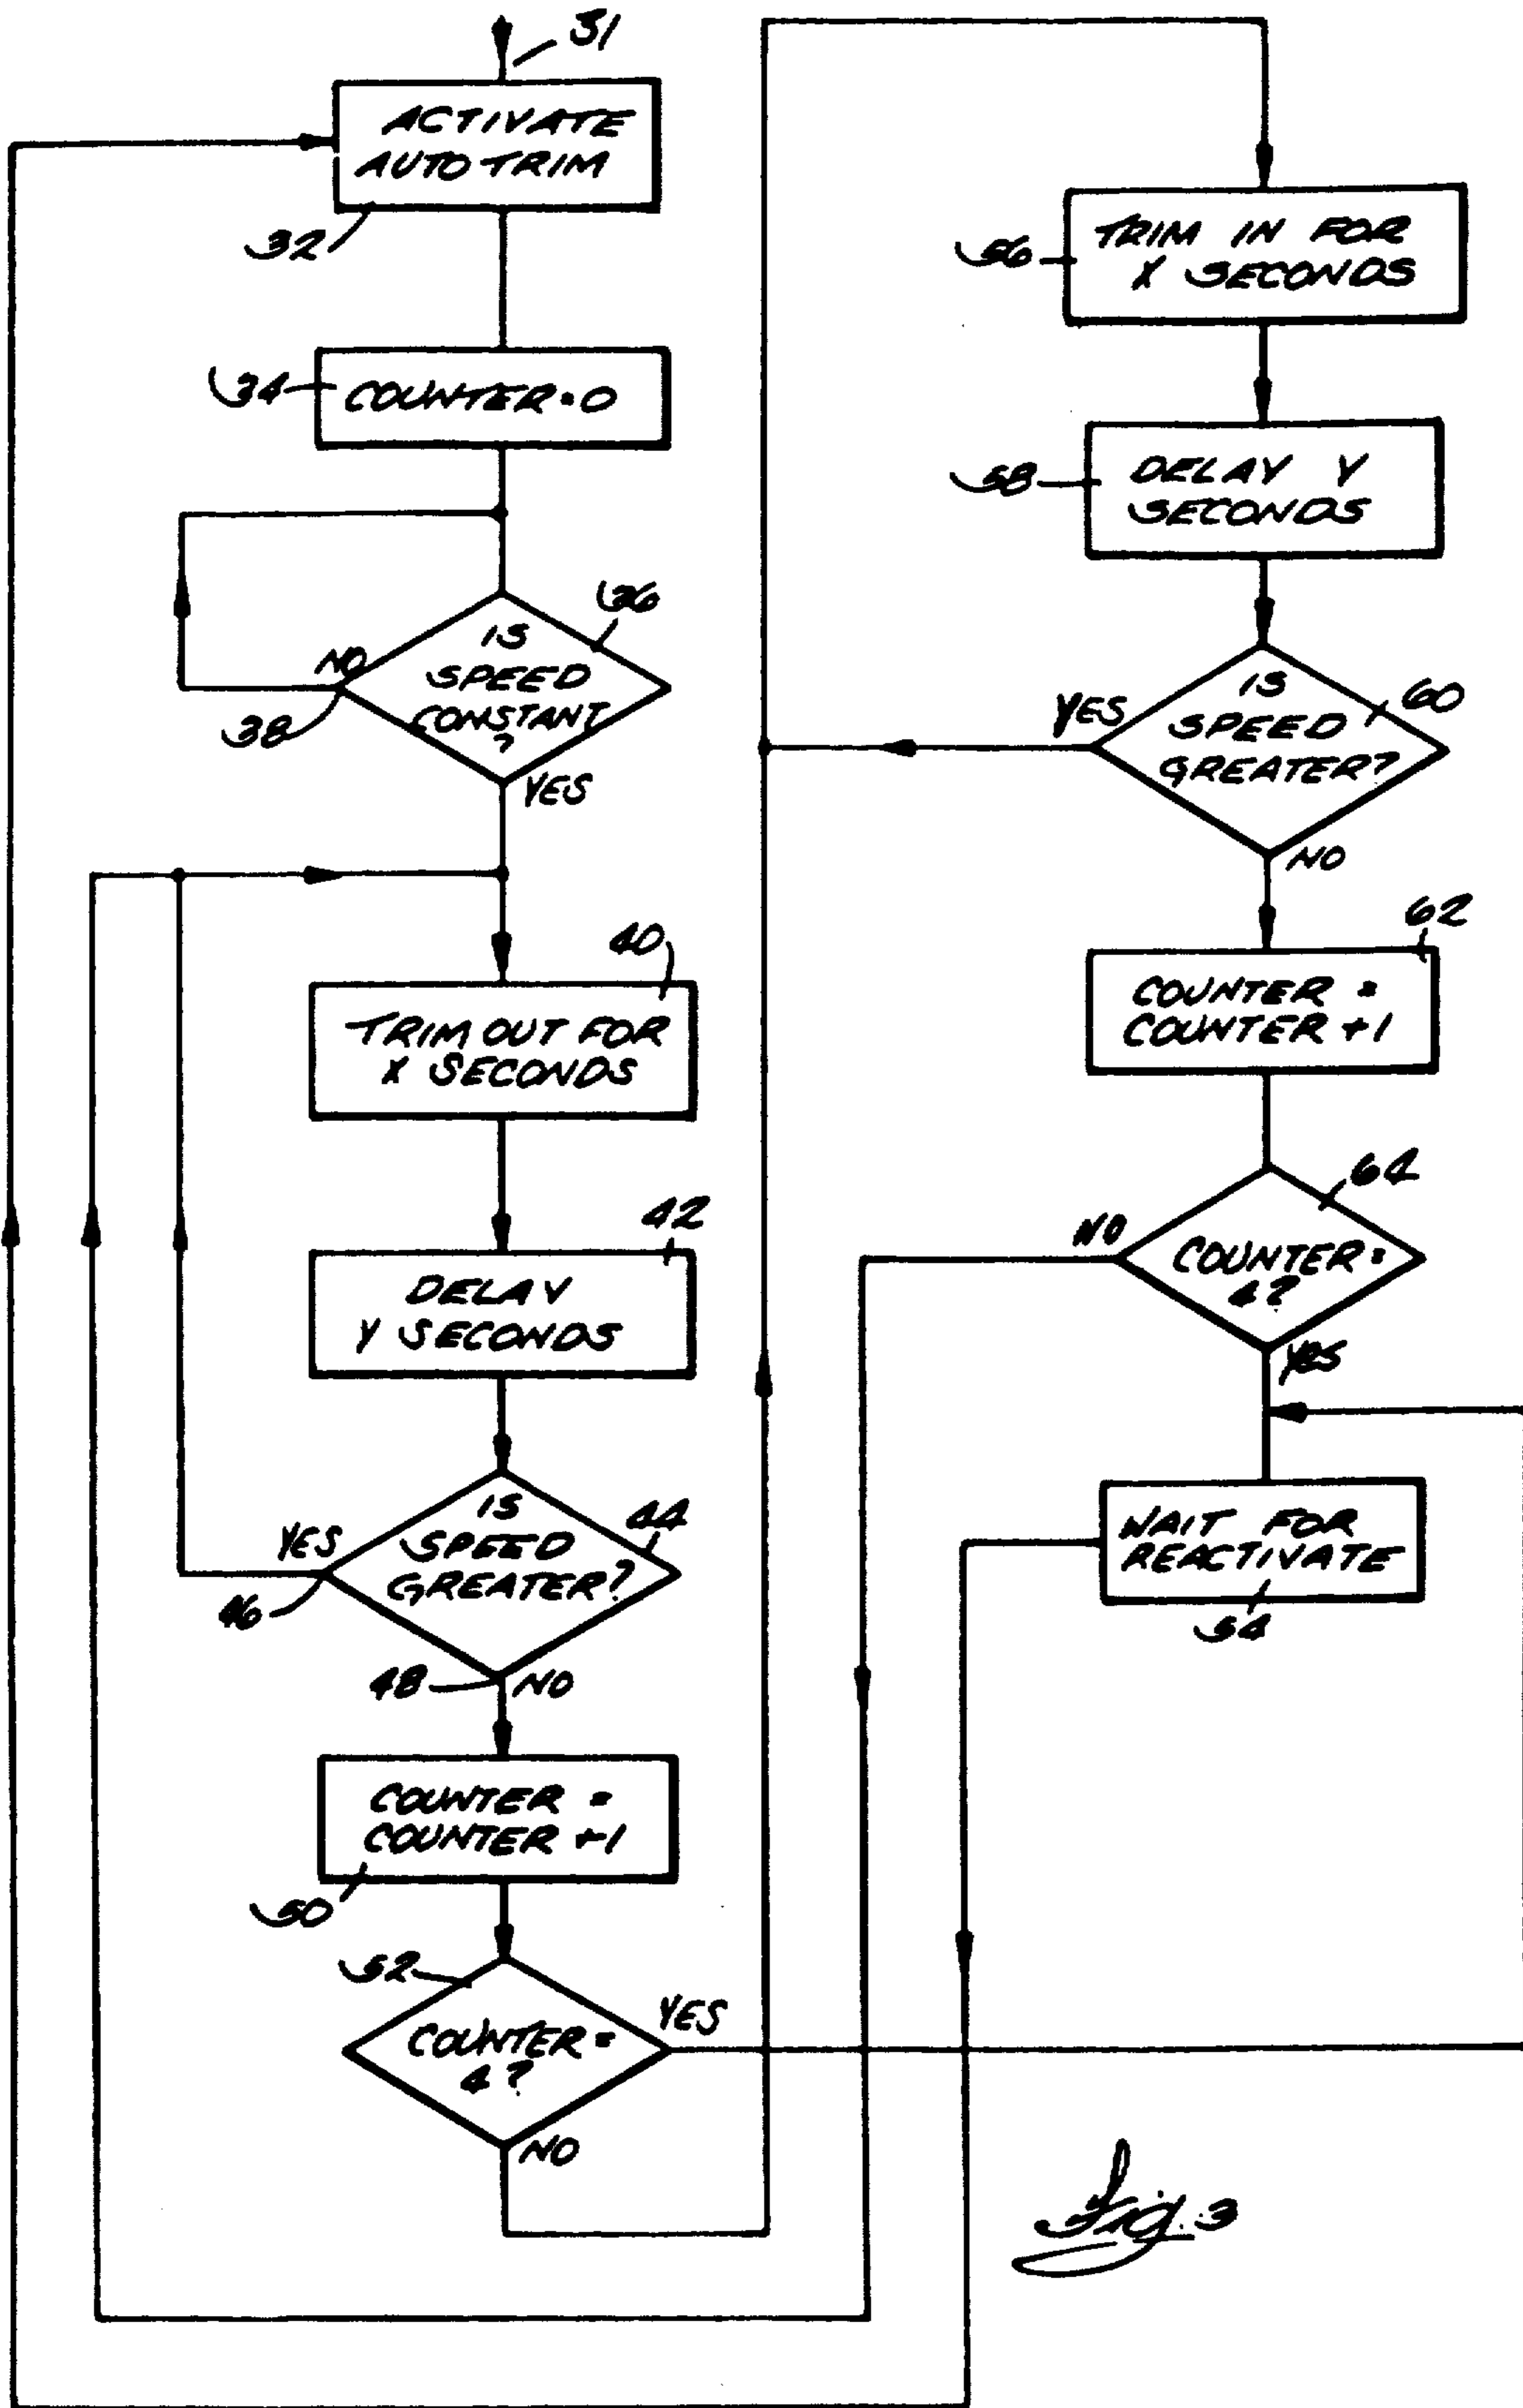 31
ACTIVATE
AUTO TRIM
32
34
COUNTER = 0
36
IS
SPEED
CONSTANT
?
NO
38
YES
40
TRIM OUT FOR
X SECONDS
42
DELAY
Y SECONDS
44
IS
SPEED
GREATER?
YES
46
48
NO
COUNTER =
COUNTER +1
50
52
COUNTER =
4?
YES
NO
56
TRIM IN FOR
X SECONDS
58
DELAY Y
SECONDS
60
IS
SPEED
GREATER?
YES
NO
62
COUNTER =
COUNTER +1
64
NO
COUNTER =
4?
YES
WAIT FOR
REACTIVATE
54
Fig. 3